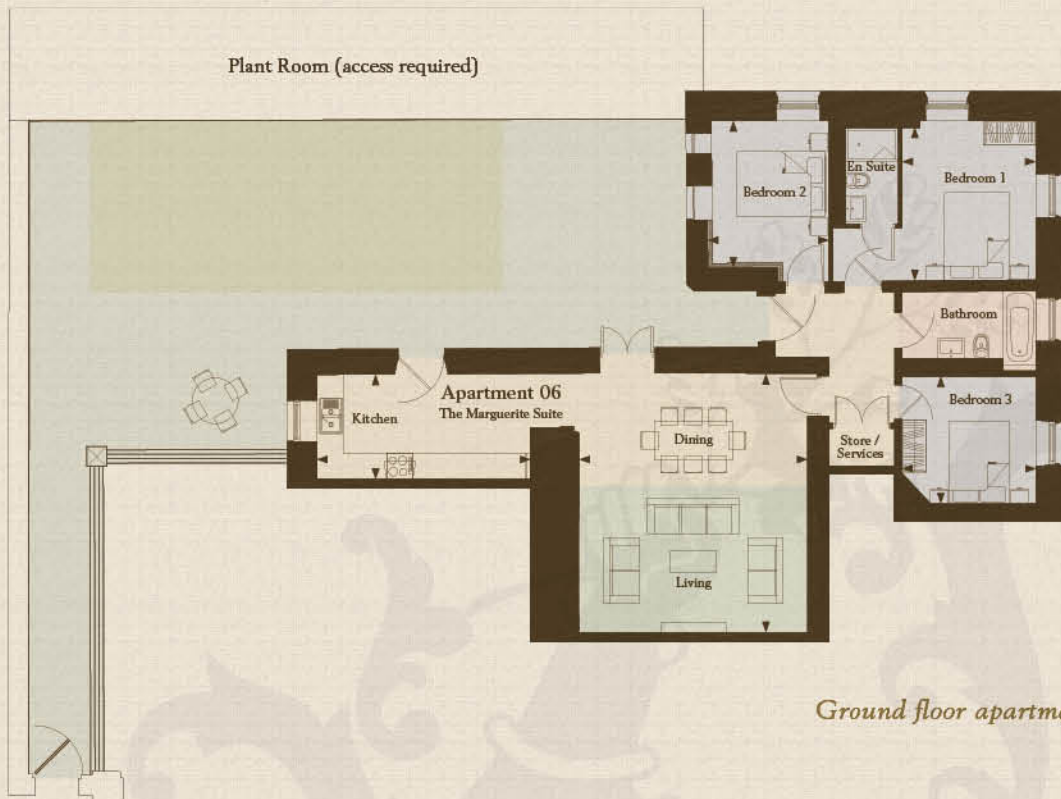 Plant Room (access required)
En Suite
Bedroom 2
Bedroom 1
Bathroom
Apartment 06
The Marguerite Suite
Kitchen
Bedroom 3
Dining
Store /
Services
Living
Ground floor apartm